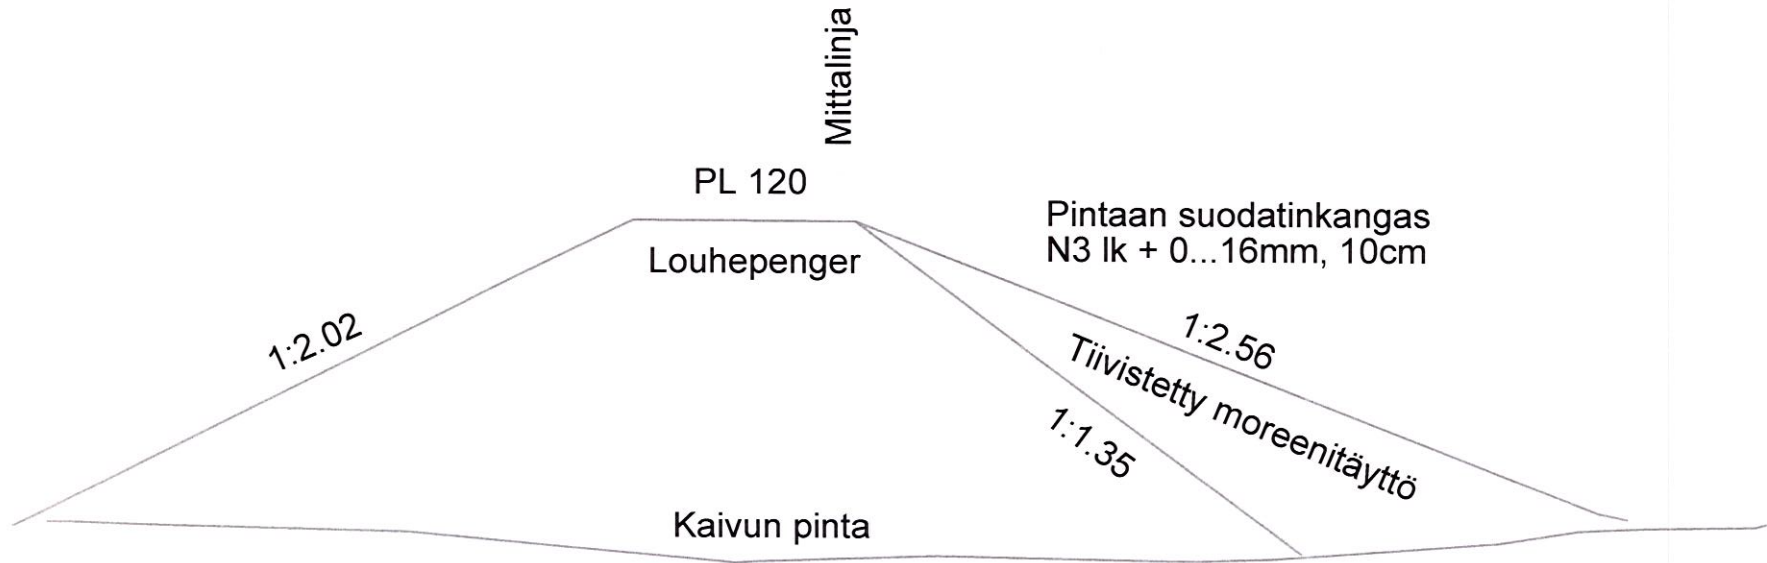 Mittalinja
PL 120
Pintaan suodatinkangas
N3 lk + 0...16mm, 10cm
Louhepenger
1:2.02
1:2.56
Tiivistetty moreenitäyttö
1:1.35
Kaivun pinta